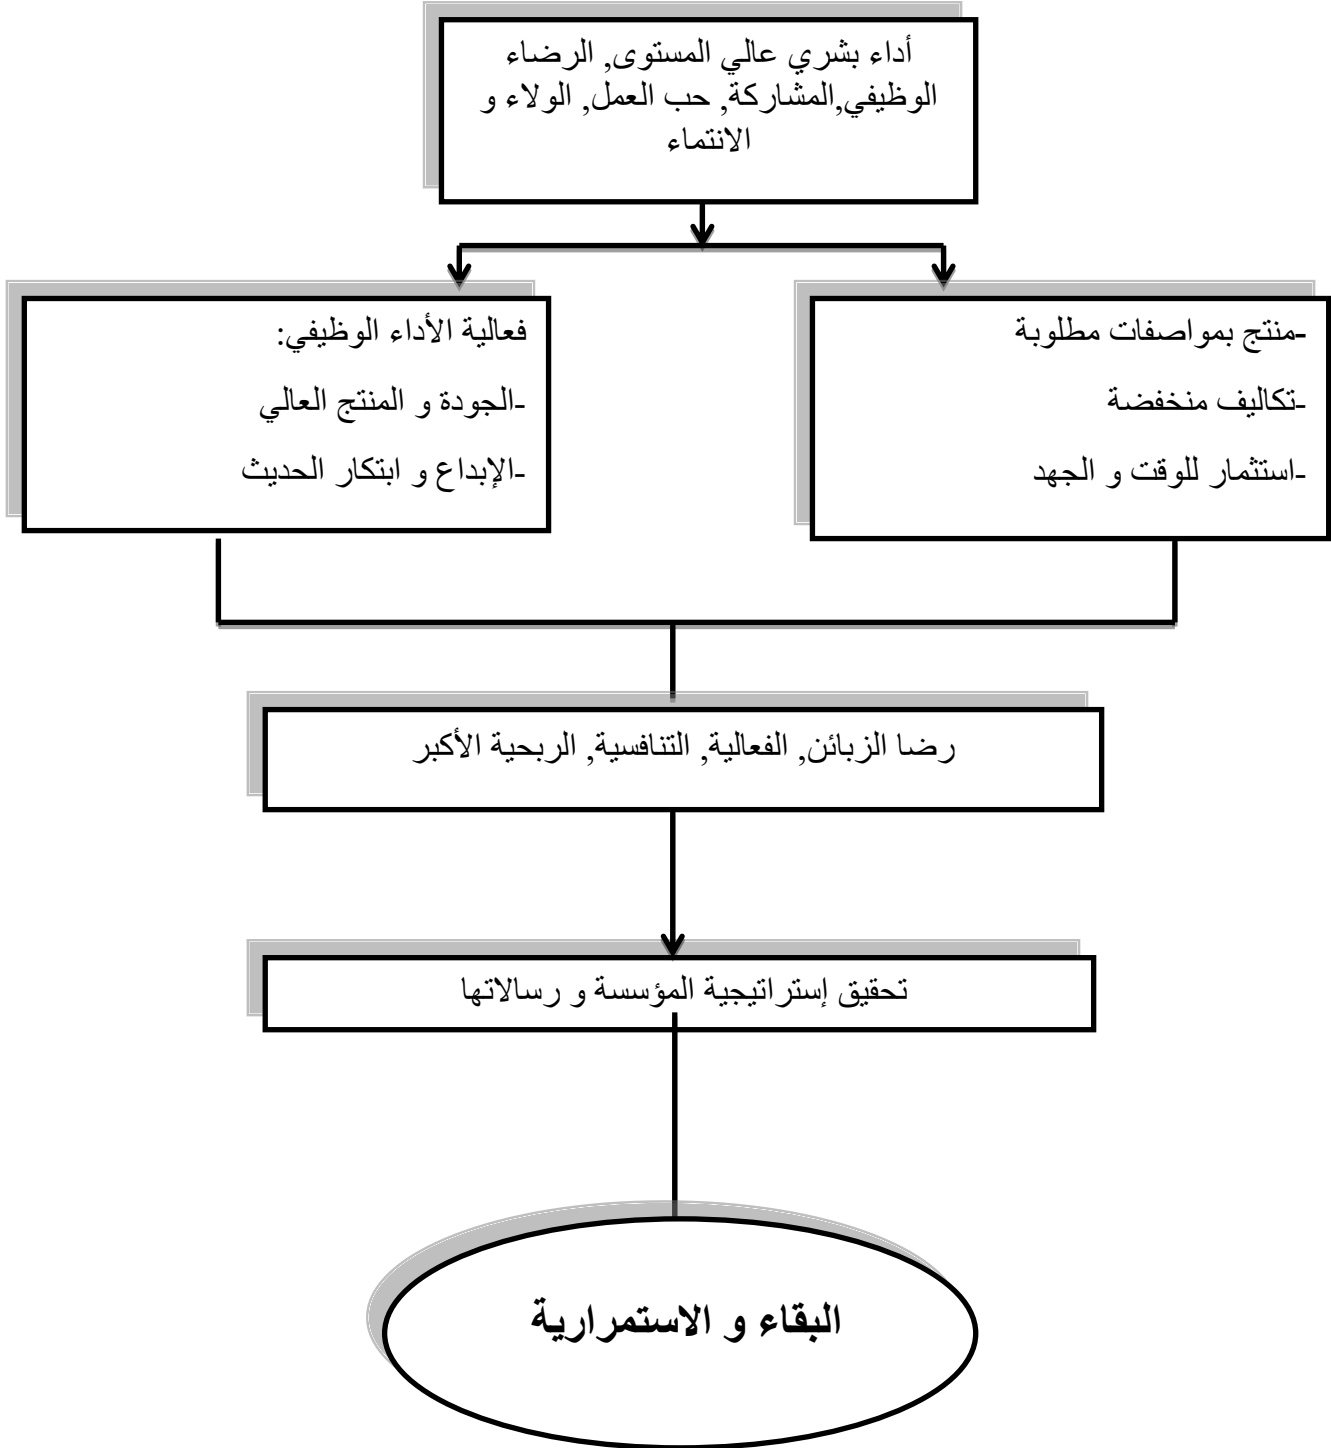 أداء بشري عالي المستوى, الرضاء
الوظيفي,المشاركة, حب العمل, الولاء و
الانتماء
-منتج بمواصفات مطلوبة
-تكاليف منخفضة
-استثمار للوقت و الجهد
فعالية الأداء الوظيفي:
-الجودة و المنتج العالي
-الإبداع و ابتكار الحديث
رضا الزبائن, الفعالية, التنافسية, الربحية الأكبر
تحقيق إستراتيجية المؤسسة و رسالاتها
البقاء و الاستمرارية